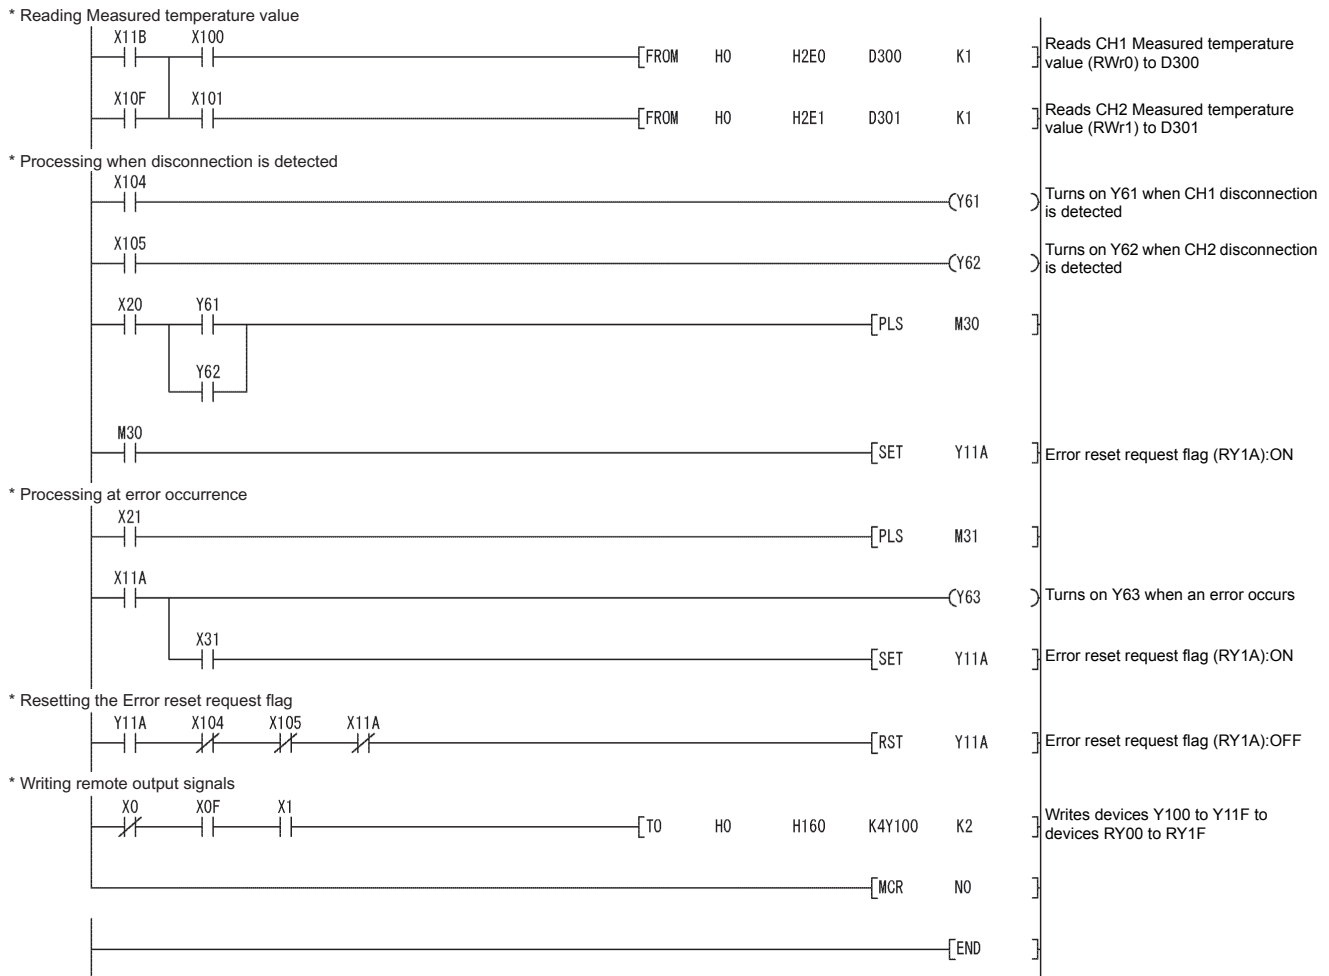 * Reading Measured temperature value
X11B X100
[FROM H0 H2E0 D300 K1 ]
Reads CH1 Measured temperature
value (RWr0) to D300
X10F X101
[FROM H0 H2E1 D301 K1 ]
Reads CH2 Measured temperature
value (RWr1) to D301
* Processing when disconnection is detected
X104
(Y61 )
Turns on Y61 when CH1 disconnection
is detected
X105
(Y62 )
Turns on Y62 when CH2 disconnection
is detected
X20 Y61
[PLS M30 ]
Y62
M30
[SET Y11A ]
Error reset request flag (RY1A):ON
* Processing at error occurrence
X21
[PLS M31 ]
X11A
(Y63 )
Turns on Y63 when an error occurs
X31
[SET Y11A ]
Error reset request flag (RY1A):ON
* Resetting the Error reset request flag
Y11A X104 X105 X11A
[RST Y11A ]
Error reset request flag (RY1A):OFF
* Writing remote output signals
X0 X0F X1
[TO H0 H160 K4Y100 K2 ]
Writes devices Y100 to Y11F to
devices RY00 to RY1F
[MCR N0 ]
[END ]